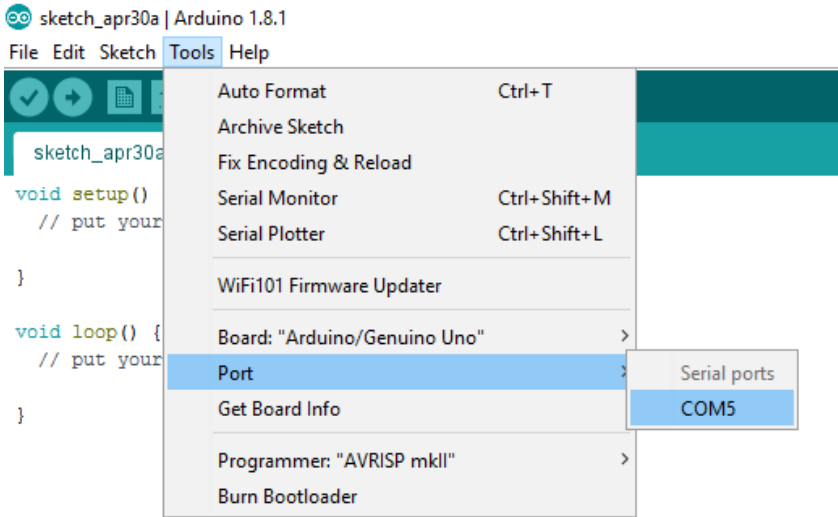 sketch_apr30a | Arduino 1.8.1
File Edit Sketch Tools Help
Auto Format Ctrl+T
Archive Sketch
sketch_apr30a
Fix Encoding & Reload
void setup()
Serial Monitor Ctrl+Shift+M
// put your
Serial Plotter Ctrl+Shift+L
}
WiFi101 Firmware Updater
void loop() {
Board: "Arduino/Genuino Uno"
// put your
Port
Serial ports
}
Get Board Info
COM5
Programmer: "AVRISP mkII"
Burn Bootloader